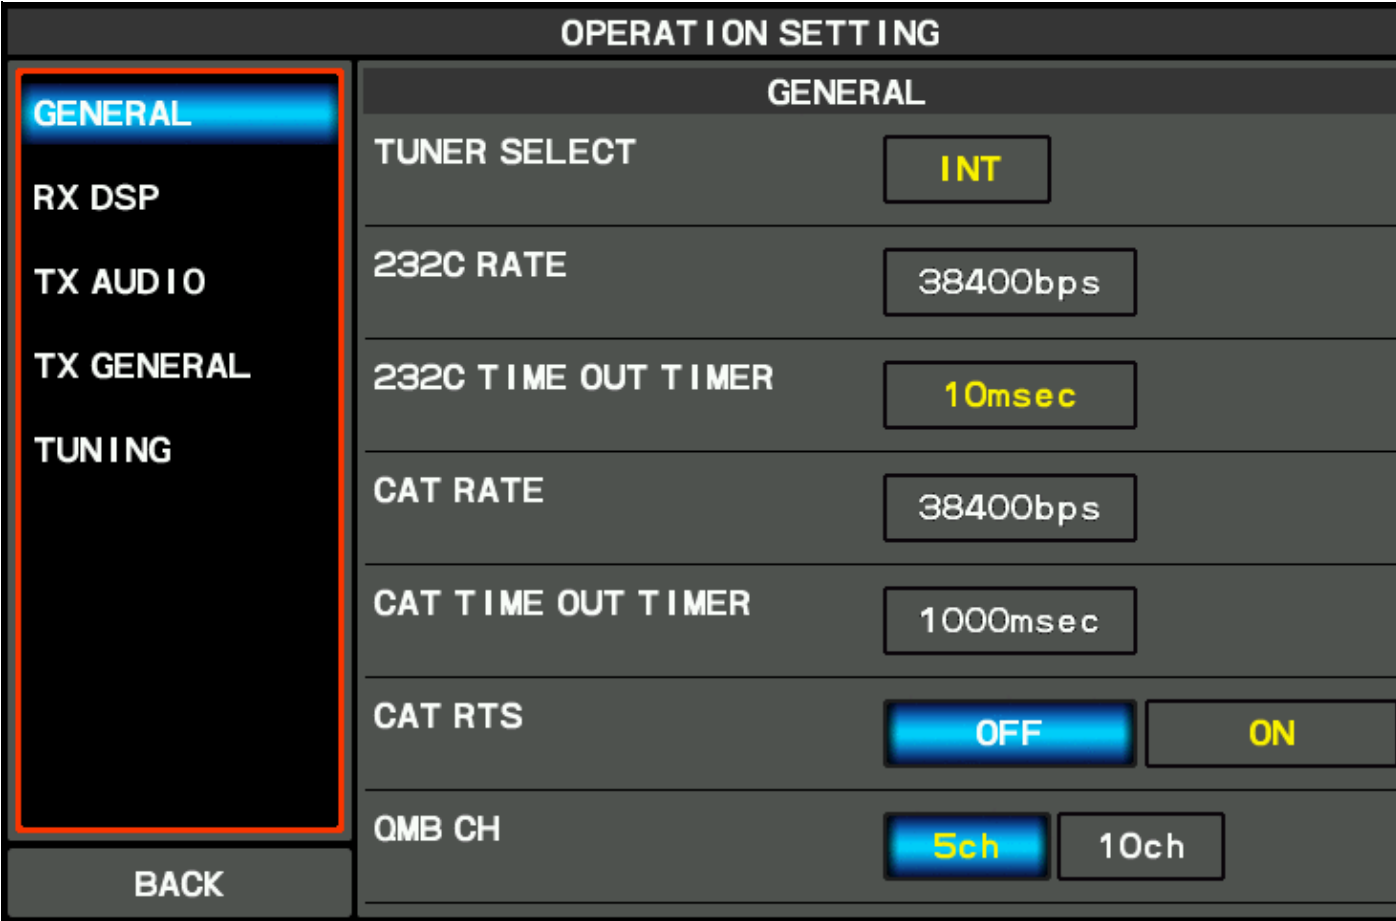 OPERATION SETTING
GENERAL
RX DSP
TX AUDIO
TX GENERAL
TUNING
BACK
GENERAL
TUNER SELECT INT
232C RATE 38400bps
232C TIME OUT TIMER 10msec
CAT RATE 38400bps
CAT TIME OUT TIMER 1000msec
CAT RTS OFF ON
QMB CH 5ch 10ch